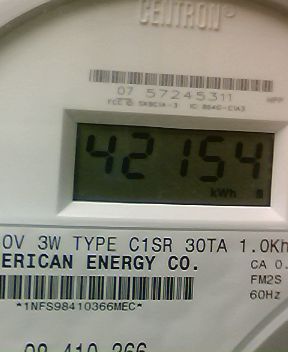 CENTRON®
07 57245311
42154
kWh
0V 3W TYPE C1SR 30TA 1.0Kh
ERICAN ENERGY CO.
CA 0.
FM2S
60Hz
*1NFS98410366MEC*
98 410 366